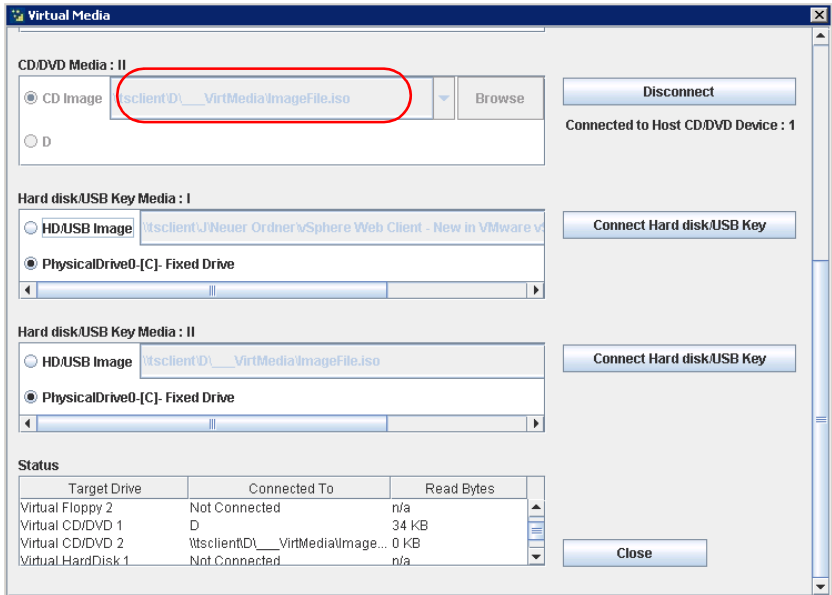 Virtual Media
CD/DVD Media : II
CD Image \\tsclient\D\___VirtMedia\ImageFile.iso Browse Disconnect
Connected to Host CD/DVD Device : 1
D
Hard disk/USB Key Media : I
HD/USB Image \\tsclient\J\Neuer Ordner\vSphere Web Client - New in VMware vS Connect Hard disk/USB Key
PhysicalDrive0-[C]- Fixed Drive
Hard disk/USB Key Media : II
HD/USB Image \\tsclient\D\___VirtMedia\ImageFile.iso Connect Hard disk/USB Key
PhysicalDrive0-[C]- Fixed Drive
Status
Target Drive Connected To Read Bytes
Virtual Floppy 2 Not Connected n/a
Virtual CD/DVD 1 D 34 KB
Virtual CD/DVD 2 \\tsclient\D\___VirtMedia\Image... 0 KB
Virtual HardDisk 1 Not Connected n/a
Close